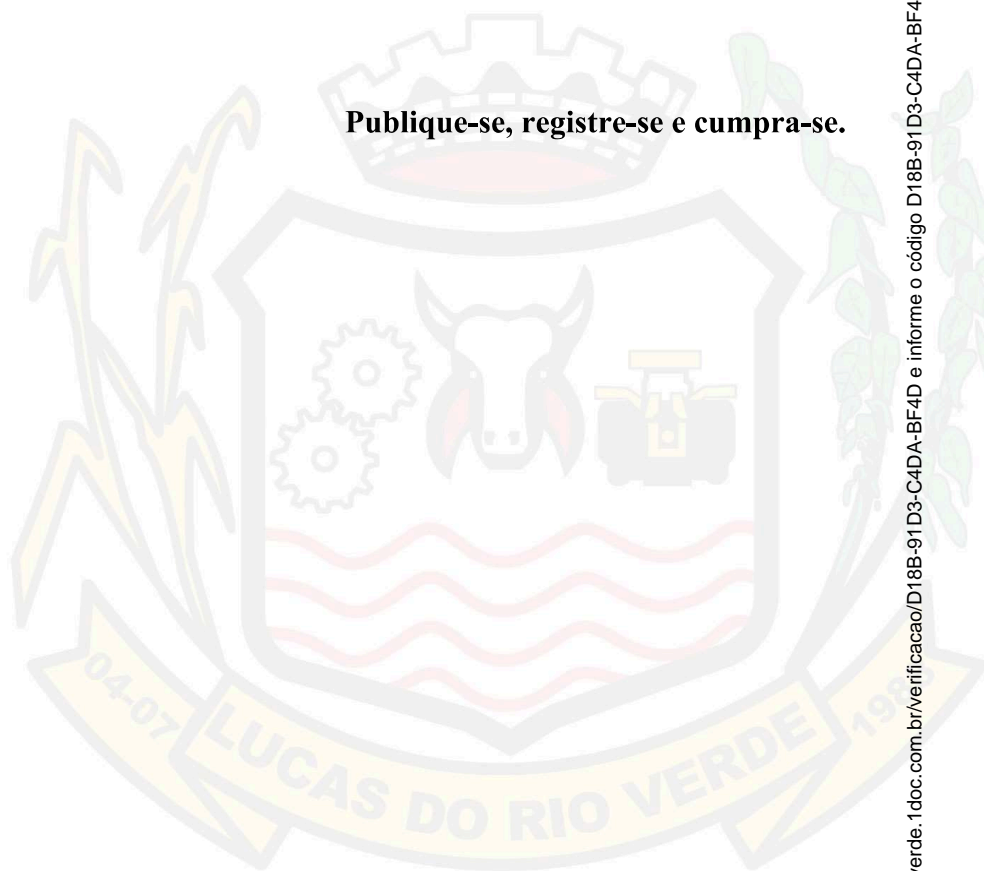 Publique-se, registre-se e cumpra-se.
04-07
LUCAS DO RIO VERDE
verde.1doc.com.br/verificacao/D18B-91D3-C4DA-BF4D e informe o código D18B-91D3-C4DA-BF4